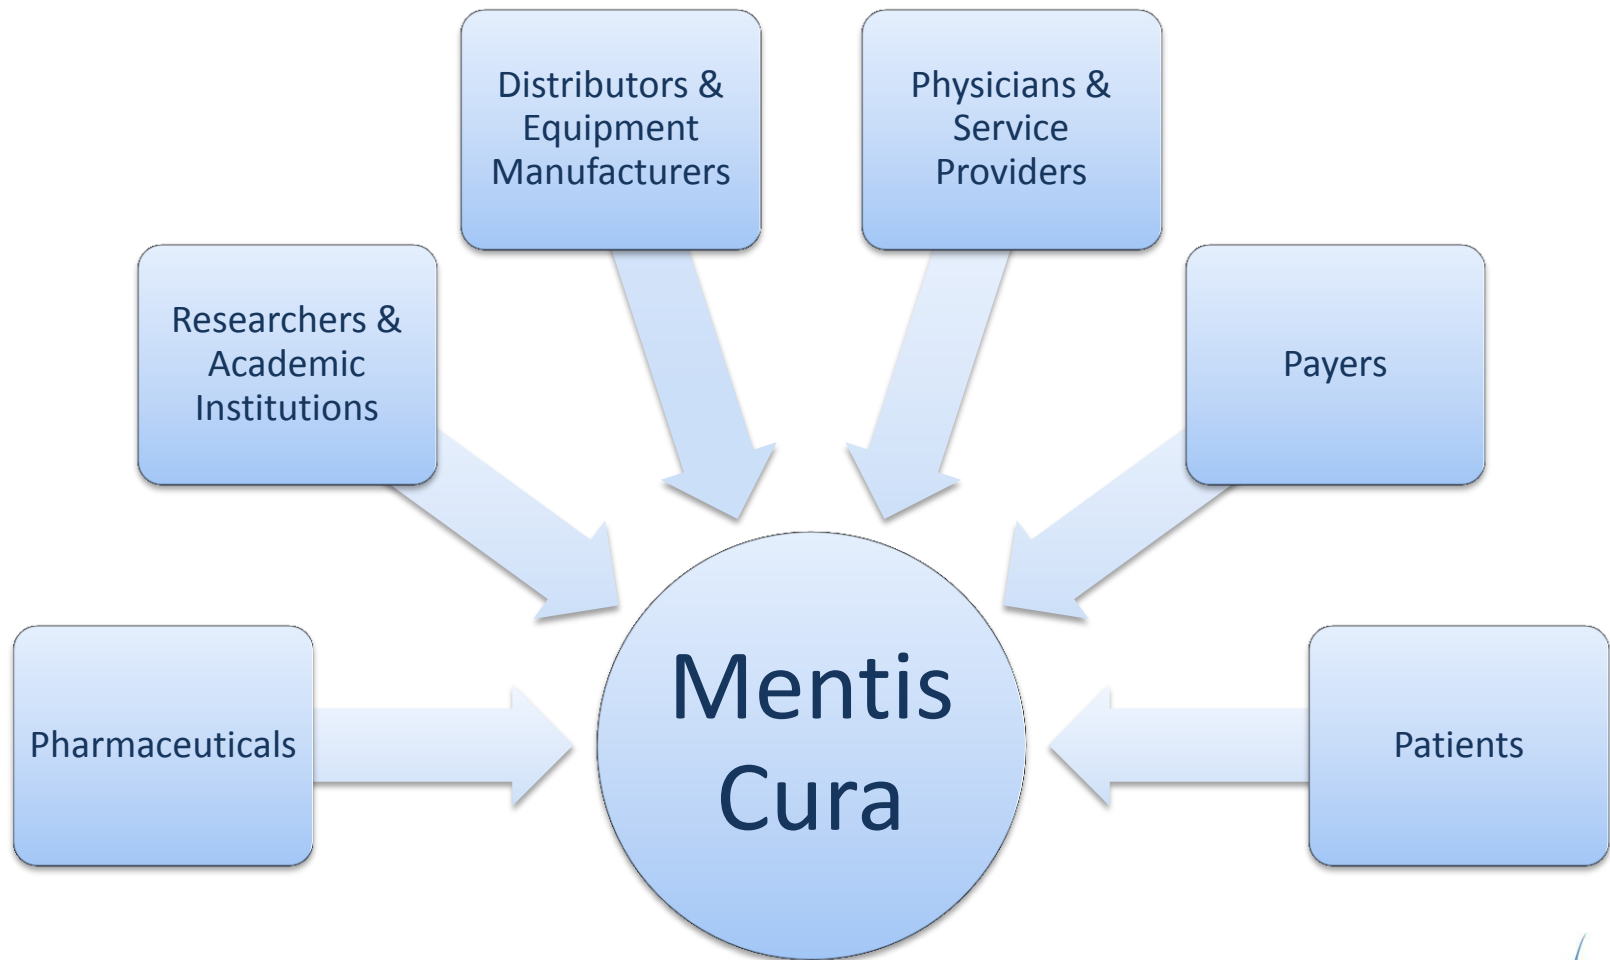 Distributors &
Equipment
Manufacturers
Physicians &
Service
Providers
Researchers &
Academic
Institutions
Payers
Pharmaceuticals
Mentis
Cura
Patients